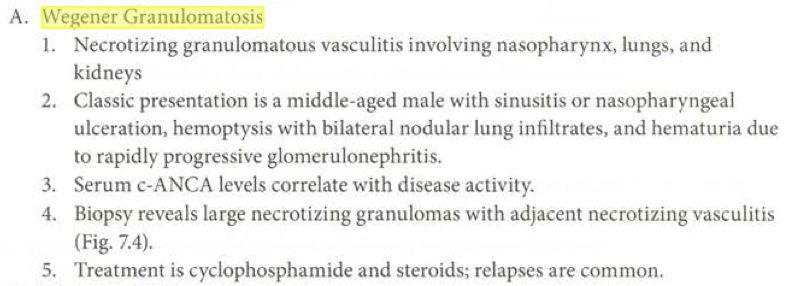 A. Wegener Granulomatosis
1. Necrotizing granulomatous vasculitis involving nasopharynx, lungs, and
kidneys
2. Classic presentation is a middle-aged male with sinusitis or nasopharyngeal
ulceration, hemoptysis with bilateral nodular lung infiltrates, and hematuria due
to rapidly progressive glomerulonephritis.
3. Serum c-ANCA levels correlate with disease activity.
4. Biopsy reveals large necrotizing granulomas with adjacent necrotizing vasculitis
(Fig. 7.4).
5. Treatment is cyclophosphamide and steroids; relapses are common.